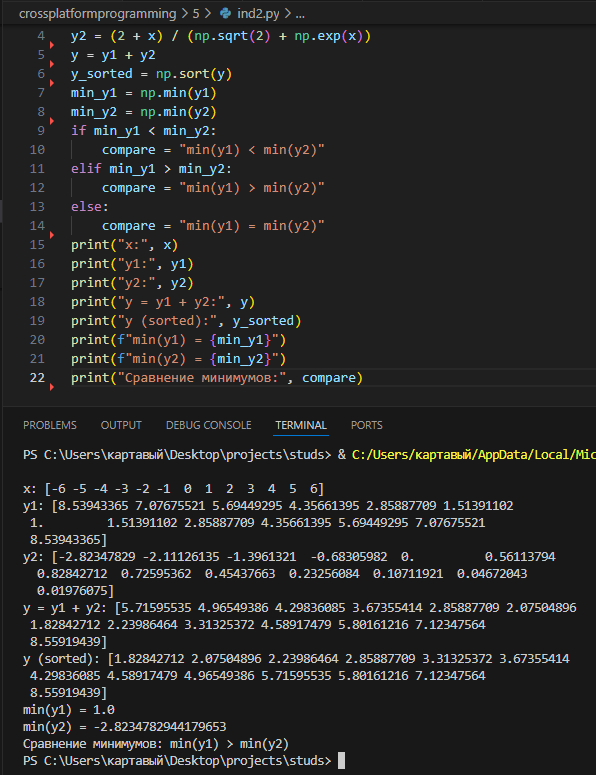 crossplatformprogramming > 5 > ind2.py > ...
4 y2 = (2 + x) / (np.sqrt(2) + np.exp(x))
5 y = y1 + y2
6 y_sorted = np.sort(y)
7 min_y1 = np.min(y1)
8 min_y2 = np.min(y2)
9 if min_y1 < min_y2:
10     compare = "min(y1) < min(y2)"
11 elif min_y1 > min_y2:
12     compare = "min(y1) > min(y2)"
13 else:
14     compare = "min(y1) = min(y2)"
15 print("x:", x)
16 print("y1:", y1)
17 print("y2:", y2)
18 print("y = y1 + y2:", y)
19 print("y (sorted):", y_sorted)
20 print(f"min(y1) = {min_y1}")
21 print(f"min(y2) = {min_y2}")
22 print("Сравнение минимумов:", compare)
PROBLEMS OUTPUT DEBUG CONSOLE TERMINAL PORTS
PS C:\Users\картавый\Desktop\projects\studs> & C:/Users/картавый/AppData/Local/Mic
x: [-6 -5 -4 -3 -2 -1  0  1  2  3  4  5  6]
y1: [8.53943365 7.07675521 5.69449295 4.35661395 2.85887709 1.51391102
 1.         1.51391102 2.85887709 4.35661395 5.69449295 7.07675521
 8.53943365]
y2: [-2.82347829 -2.11126135 -1.3961321  -0.68305982  0.          0.56113794
  0.82842712  0.72595362  0.45437663  0.23256084  0.10711921  0.04672043
  0.01976075]
y = y1 + y2: [5.71595535 4.96549386 4.29836085 3.67355414 2.85887709 2.07504896
 1.82842712 2.23986464 3.31325372 4.58917479 5.80161216 7.12347564
 8.55919439]
y (sorted): [1.82842712 2.07504896 2.23986464 2.85887709 3.31325372 3.67355414
 4.29836085 4.58917479 4.96549386 5.71595535 5.80161216 7.12347564
 8.55919439]
min(y1) = 1.0
min(y2) = -2.8234782944179653
Сравнение минимумов: min(y1) > min(y2)
PS C:\Users\картавый\Desktop\projects\studs>